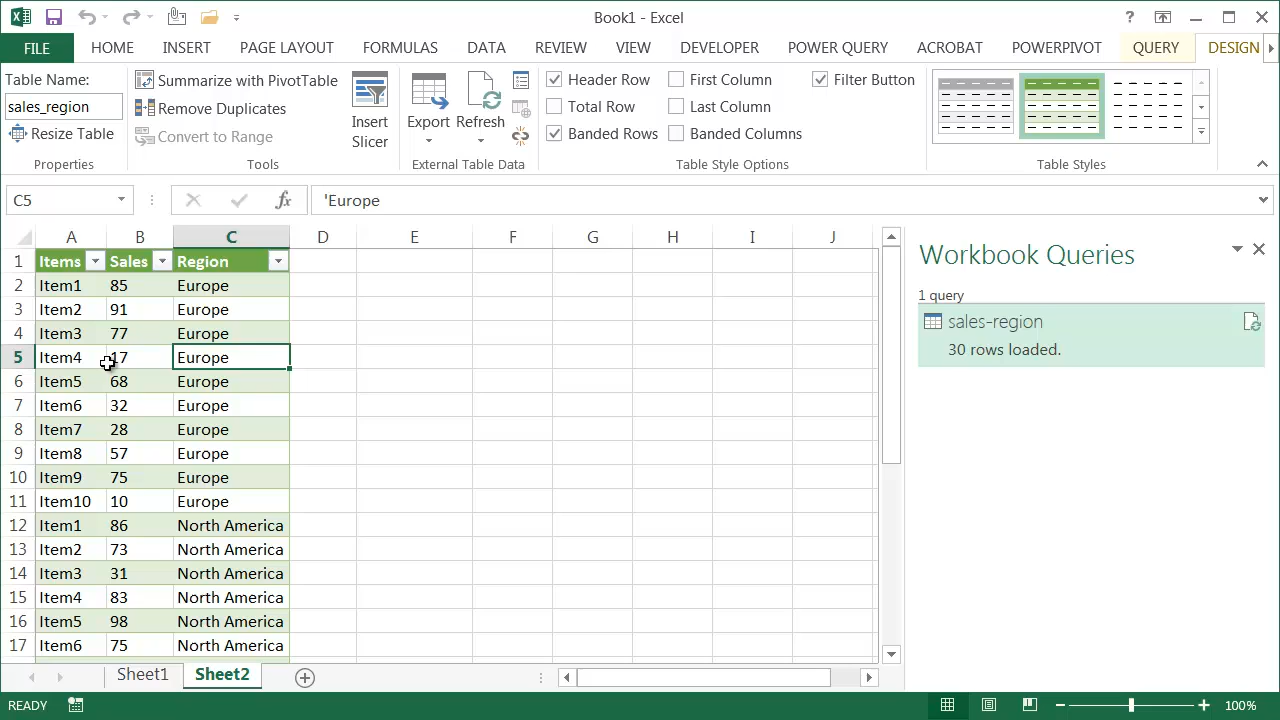 Book1 - Excel
FILE HOME INSERT PAGE LAYOUT FORMULAS DATA REVIEW VIEW DEVELOPER POWER QUERY ACROBAT POWERPIVOT QUERY DESIGN
Table Name:
sales_region
Resize Table
Properties
Summarize with PivotTable
Remove Duplicates
Convert to Range
Tools
Insert
Slicer
Export
Refresh
External Table Data
Header Row
Total Row
Banded Rows
First Column
Last Column
Banded Columns
Filter Button
Table Style Options
Table Styles
C5
fx
'Europe
A B C D E F G H I J
1 Items Sales Region
2 Item1 85 Europe
3 Item2 91 Europe
4 Item3 77 Europe
5 Item4 17 Europe
6 Item5 68 Europe
7 Item6 32 Europe
8 Item7 28 Europe
9 Item8 57 Europe
10 Item9 75 Europe
11 Item10 10 Europe
12 Item1 86 North America
13 Item2 73 North America
14 Item3 31 North America
15 Item4 83 North America
16 Item5 98 North America
17 Item6 75 North America
Workbook Queries
1 query
sales-region
30 rows loaded.
Sheet1 Sheet2
READY
100%